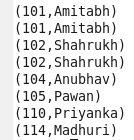 (101,Amitabh)
(101,Amitabh)
(102,Shahrukh)
(102,Shahrukh)
(104,Anubhav)
(105,Pawan)
(110,Priyanka)
(114,Madhuri)